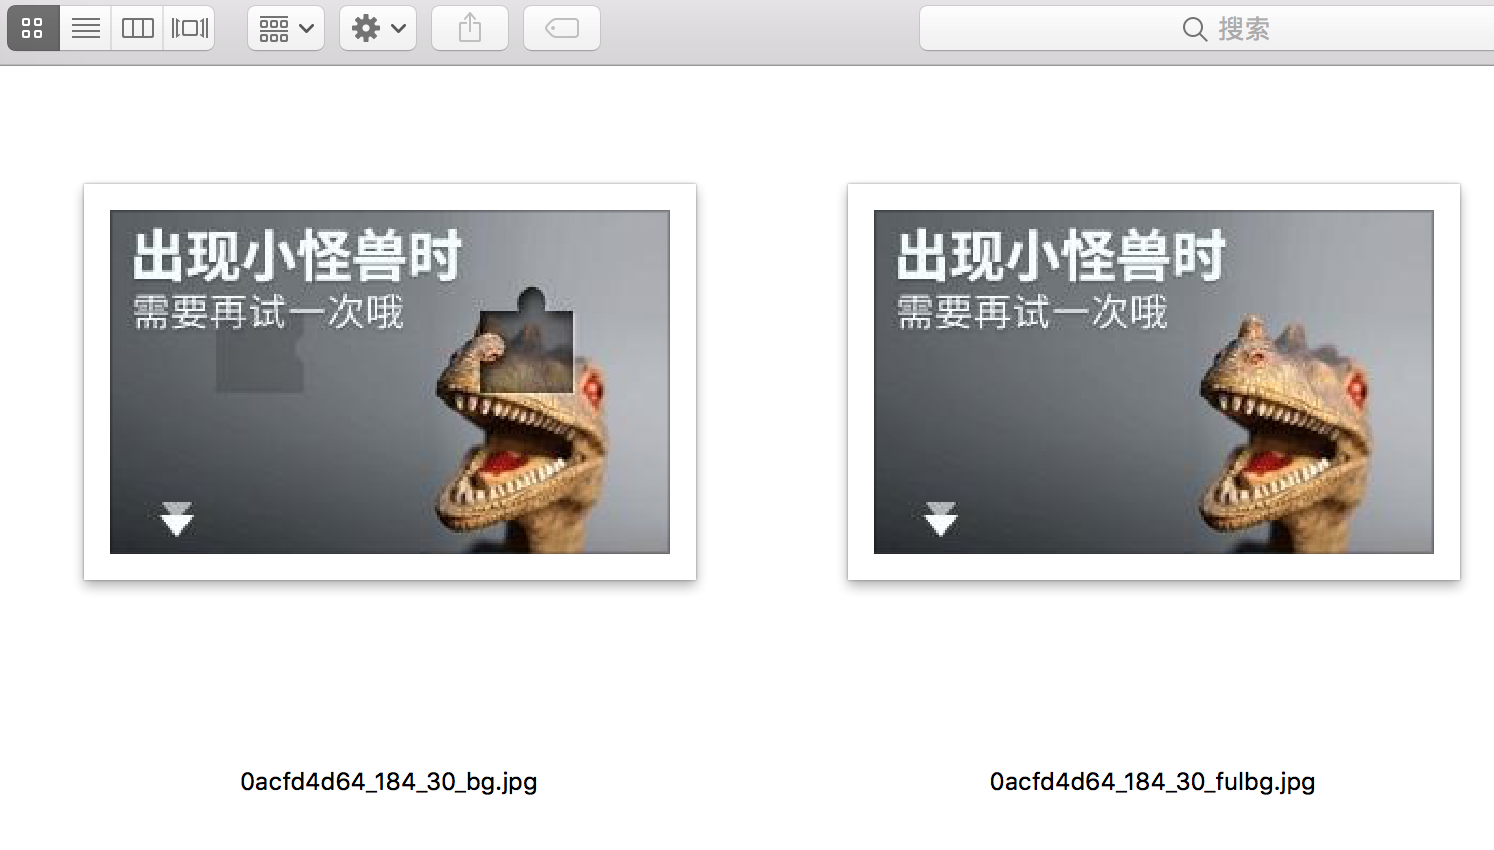 搜索
出现小怪兽时
需要再试一次哦
出现小怪兽时
需要再试一次哦
0acfd4d64_184_30_bg.jpg
0acfd4d64_184_30_fulbg.jpg